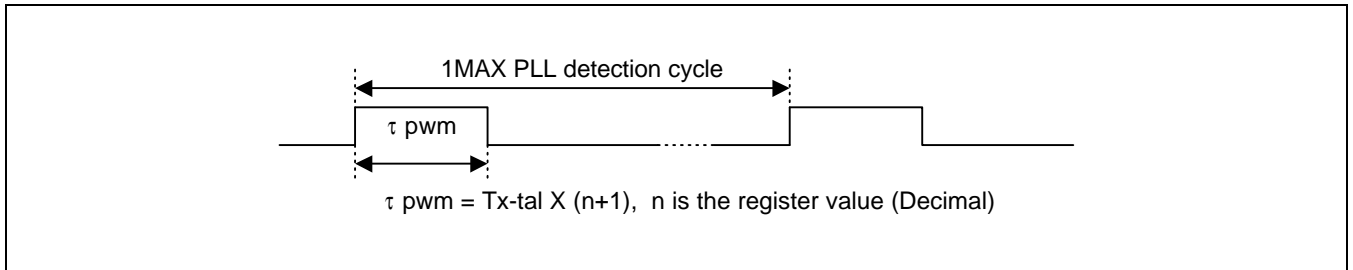 1MAX PLL detection cycle
τ pwm
τ pwm = Tx-tal X (n+1), n is the register value (Decimal)